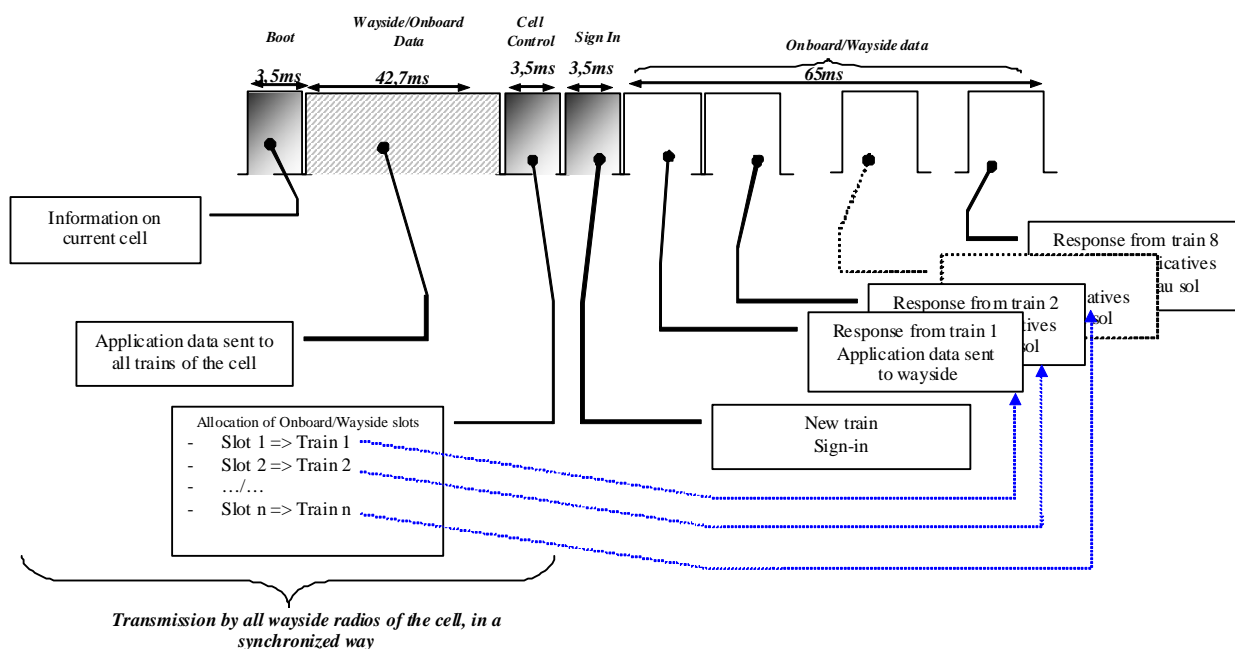 Boot
Wayside/Onboard
Data
Cell
Control
Sign In
Onboard/Wayside data
3,5ms
42,7ms
3,5ms
3,5ms
65ms
Information on
current cell
Application data sent to
all trains of the cell
Allocation of Onboard/Wayside slots
- Slot 1 => Train 1
- Slot 2 => Train 2
- …/…
- Slot n => Train n
Transmission by all wayside radios of the cell, in a
synchronized way
New train
Sign-in
Response from train 1
Application data sent
to wayside
Response from train 2
atives
sol
atives
sol
Response from train 8
icatives
au sol